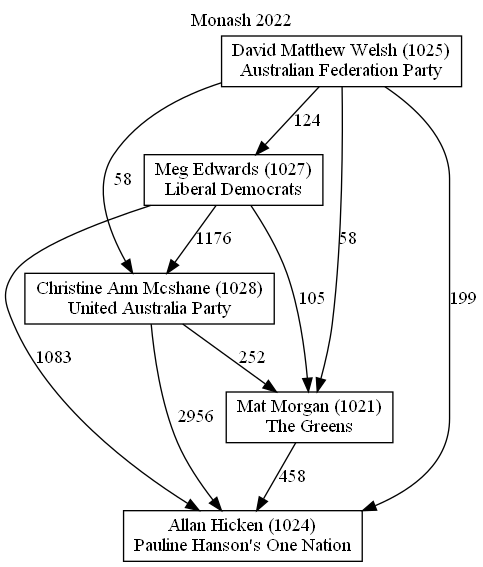 Monash 2022
David Matthew Welsh (1025)
Australian Federation Party
124
Meg Edwards (1027)
Liberal Democrats
58
1176
58
Christine Ann Mcshane (1028)
United Australia Party
105
199
1083
252
2956
Mat Morgan (1021)
The Greens
458
Allan Hicken (1024)
Pauline Hanson's One Nation